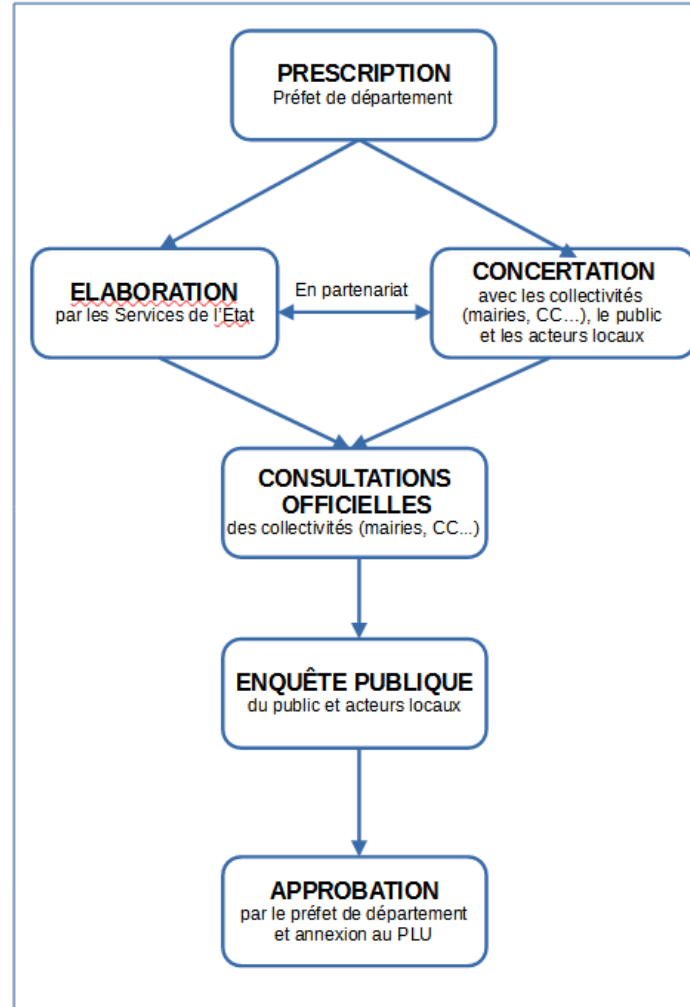 PRESCRIPTION
Préfet de département
ELABORATION
par les Services de l'Etat
En partenariat
CONCERTATION
avec les collectivités
(mairies, CC…), le public
et les acteurs locaux
CONSULTATIONS
OFFICIELLES
des collectivités (mairies, CC...)
ENQUÊTE PUBLIQUE
du public et acteurs locaux
APPROBATION
par le préfet de département
et annexion au PLU